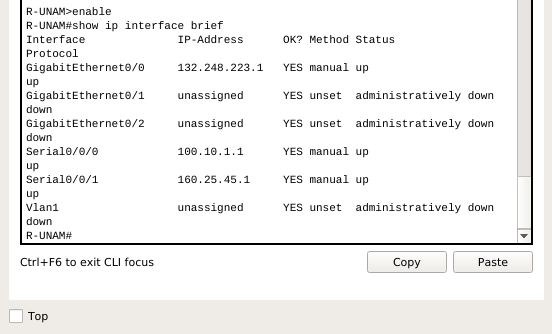 R-UNAM>enable
R-UNAM#show ip interface brief
Interface IP-Address OK? Method Status
Protocol
GigabitEthernet0/0 132.248.223.1 YES manual up
up
GigabitEthernet0/1 unassigned YES unset administratively down
down
GigabitEthernet0/2 unassigned YES unset administratively down
down
Serial0/0/0 100.10.1.1 YES manual up
up
Serial0/0/1 160.25.45.1 YES manual up
up
Vlan1 unassigned YES unset administratively down
down
R-UNAM#
Ctrl+F6 to exit CLI focus
Copy
Paste
Top